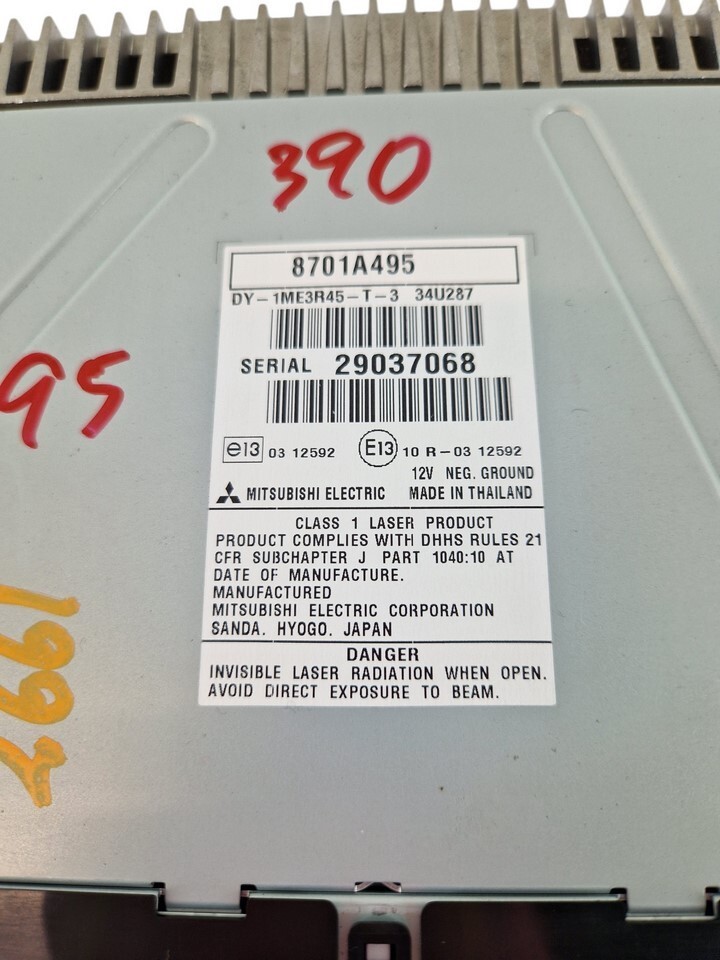 390
95
8701A495
DY-1ME3R45-T-3 34U287
SERIAL 29037068
e13 03 12592 E13 10 R-03 12592
12V NEG. GROUND
MITSUBISHI ELECTRIC MADE IN THAILAND
CLASS 1 LASER PRODUCT
PRODUCT COMPLIES WITH DHHS RULES 21
CFR SUBCHAPTER J PART 1040:10 AT
DATE OF MANUFACTURE.
MANUFACTURED
MITSUBISHI ELECTRIC CORPORATION
SANDA. HYOGO. JAPAN
DANGER
INVISIBLE LASER RADIATION WHEN OPEN.
AVOID DIRECT EXPOSURE TO BEAM.